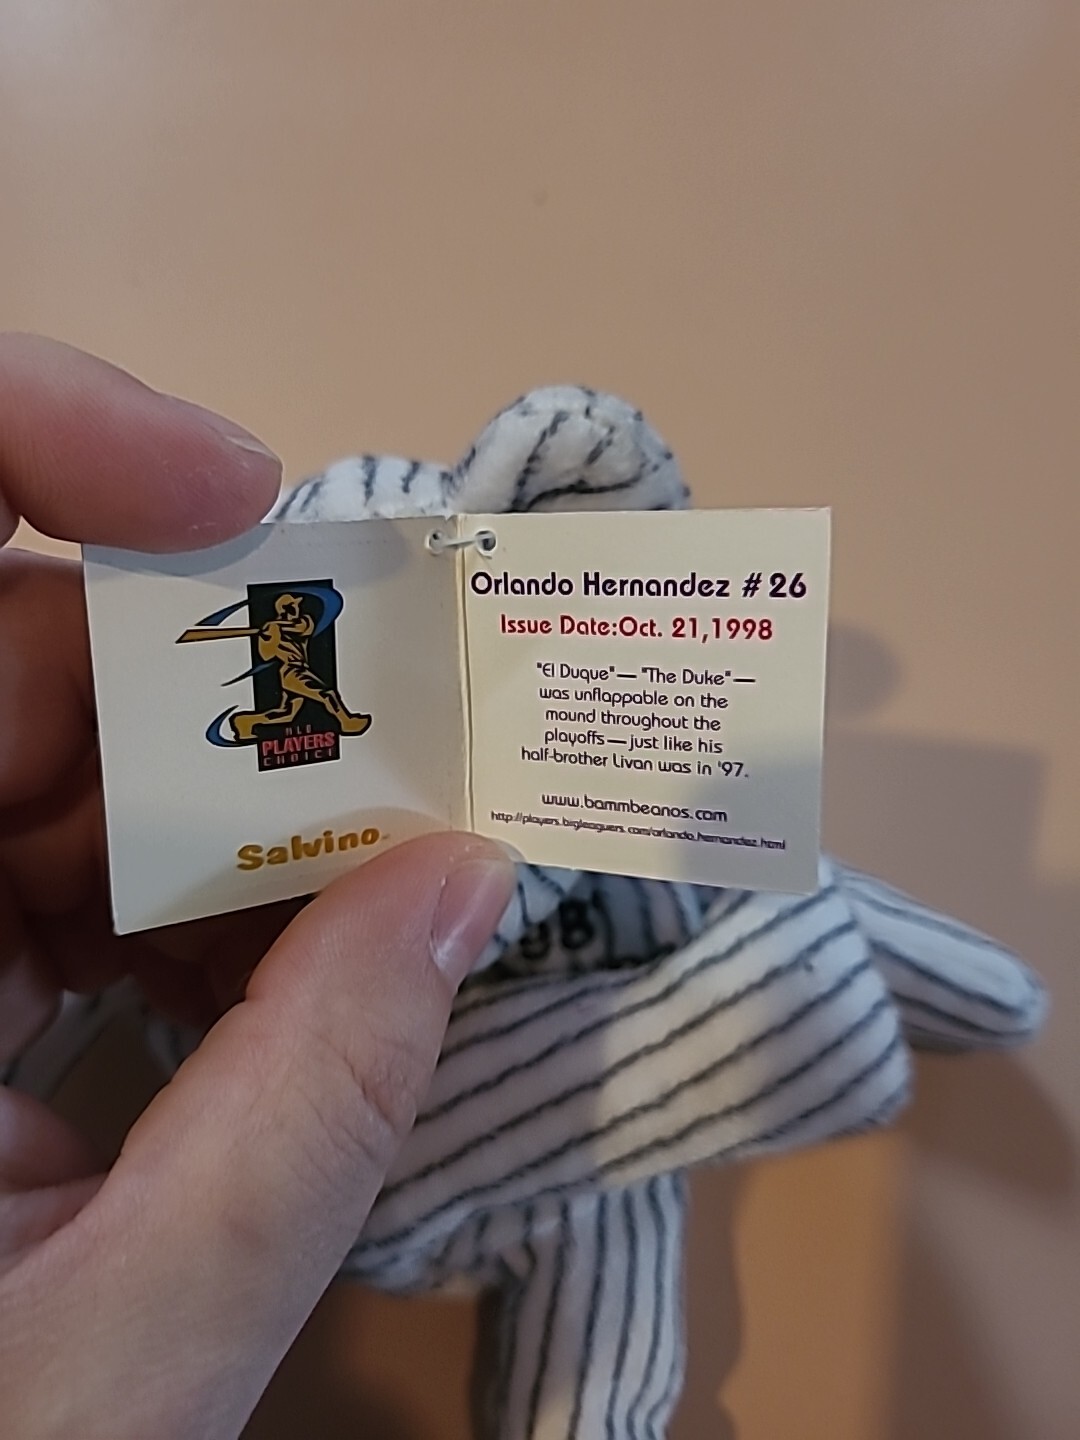 MLB
PLAYERS
CHOICE
Salvino™
Orlando Hernandez #26
Issue Date:Oct. 21,1998
"El Duque"—"The Duke"—
was unflappable on the
mound throughout the
playoffs—just like his
half-brother Livan was in '97.
www.bammbeanos.com
http://players.bigleaguers.com/orlando_hernandez.html